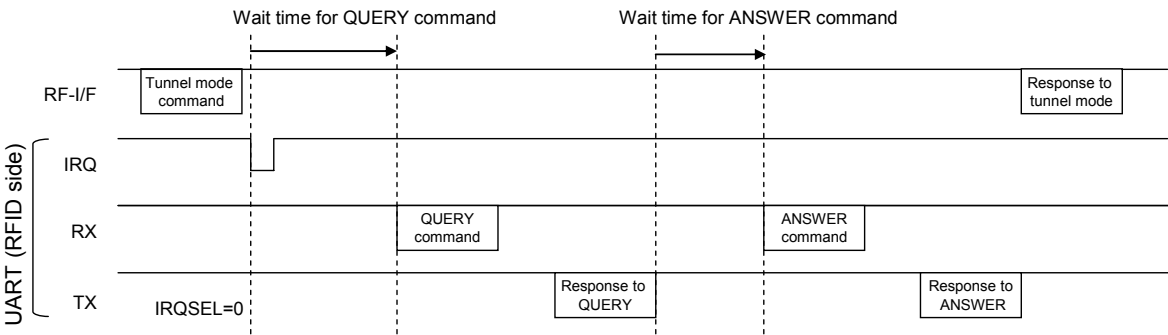 Wait time for QUERY command
Wait time for ANSWER command
RF-I/F
Tunnel mode
command
Response to
tunnel mode
UART (RFID side)
IRQ
RX
QUERY
command
ANSWER
command
TX
IRQSEL=0
Response to
QUERY
Response to
ANSWER